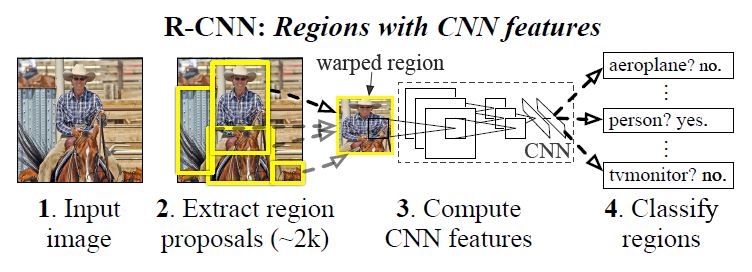 R-CNN: Regions with CNN features
warped region
aeroplane? no.
person? yes.
CNN
tvmonitor? no.
1. Input
image
2. Extract region
proposals (~2k)
3. Compute
CNN features
4. Classify
regions